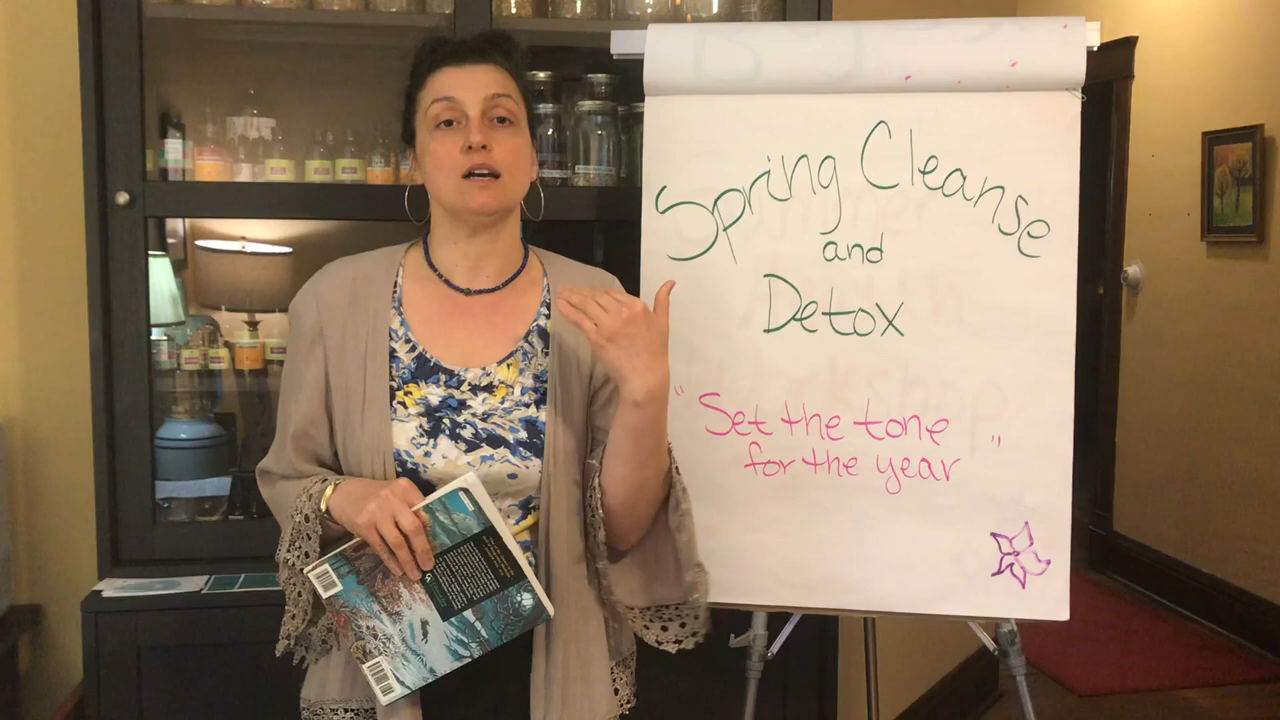 Spring Cleanse
and
Detox
"Set the tone
for the year"